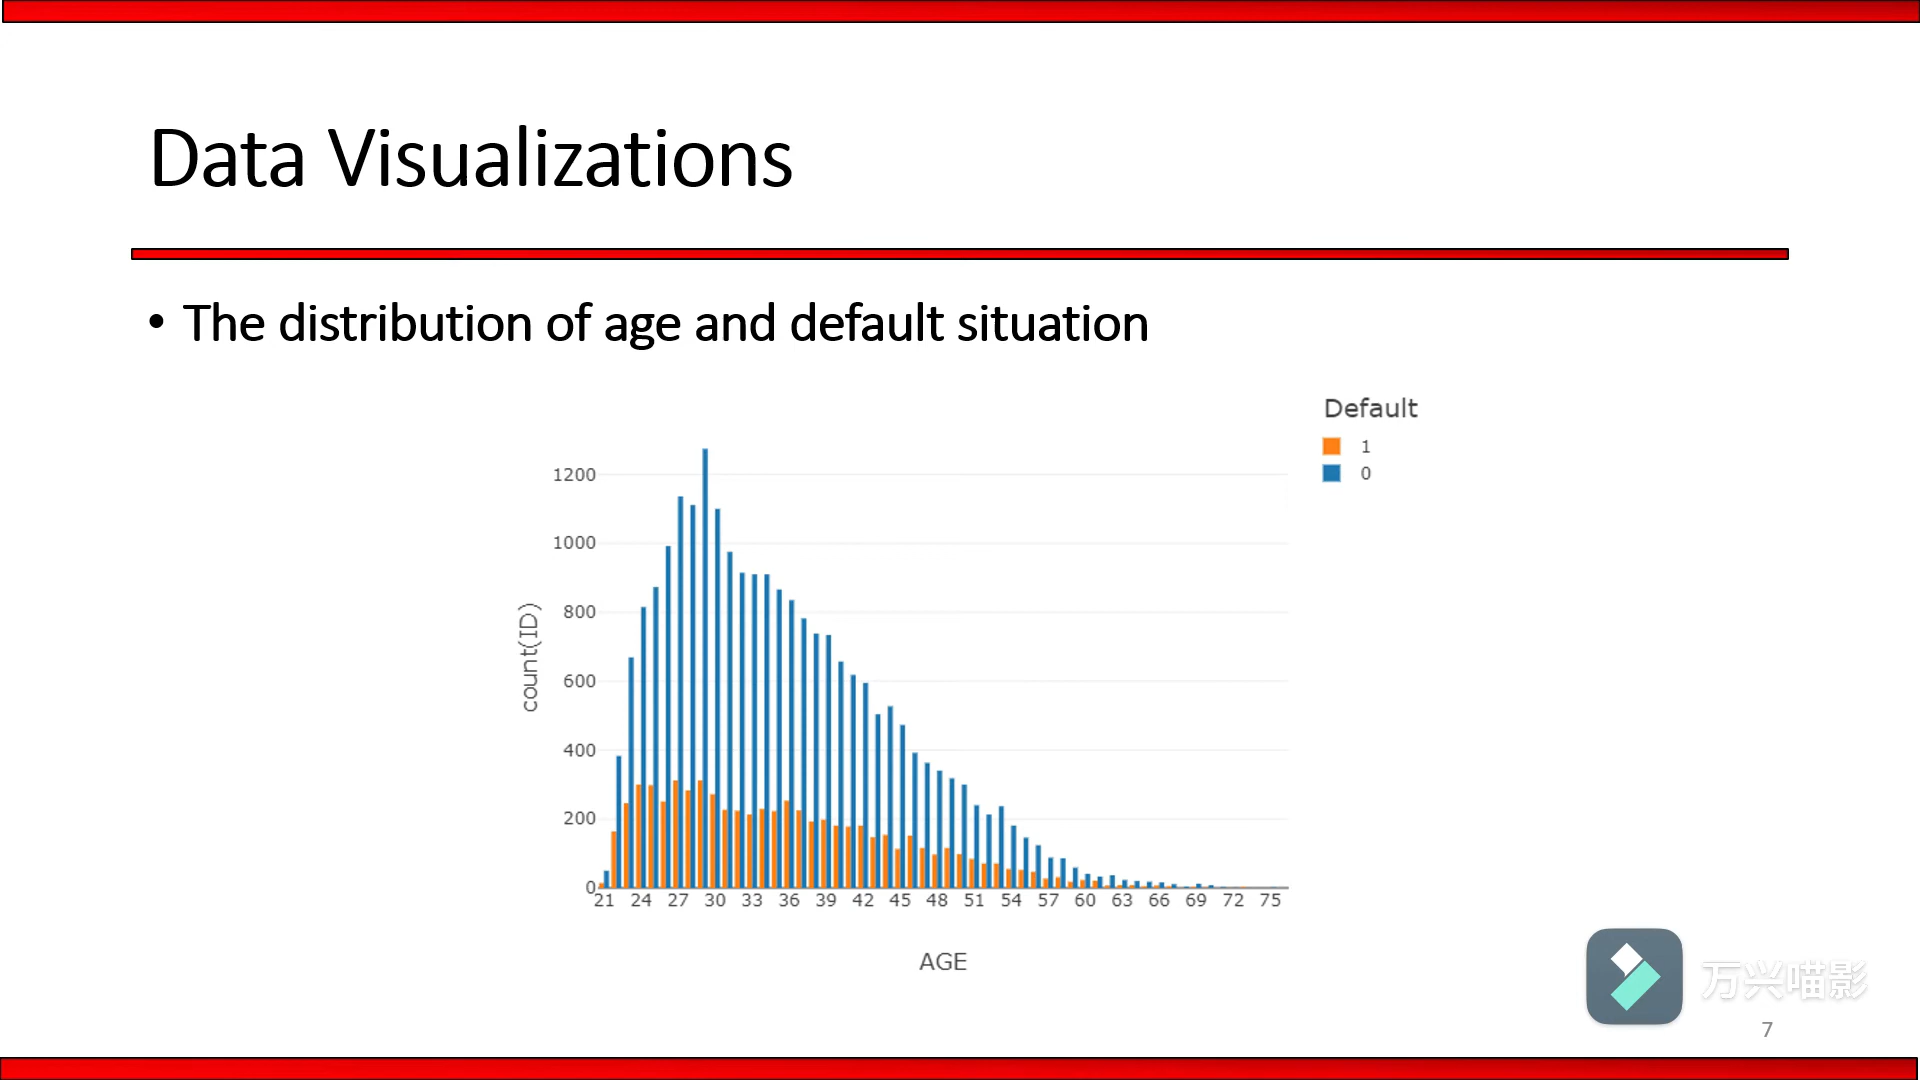 Data Visualizations
• The distribution of age and default situation
Default
1
0
1200
1000
800
600
400
200
0
count(ID)
21 24 27 30 33 36 39 42 45 48 51 54 57 60 63 66 69 72 75
AGE
万兴喵影
7